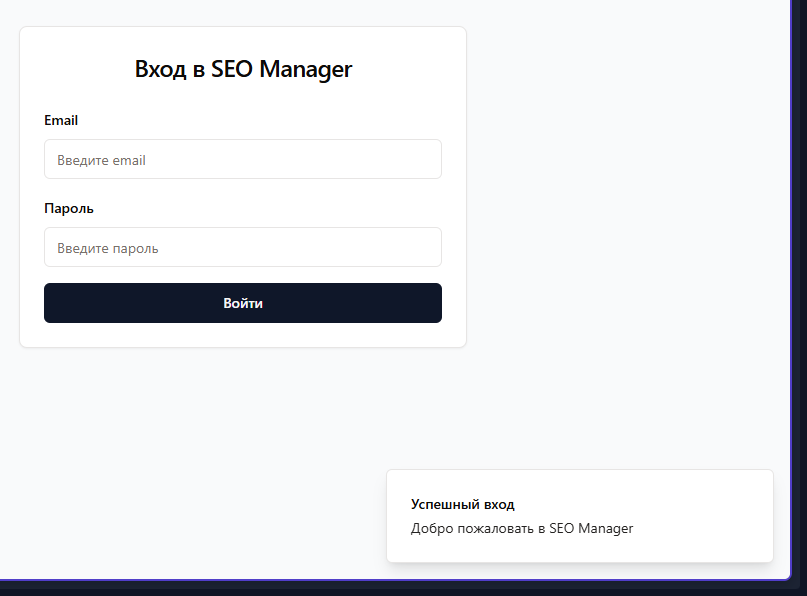 Вход в SEO Manager
Email
Введите email
Пароль
Введите пароль
Войти
Успешный вход
Добро пожаловать в SEO Manager